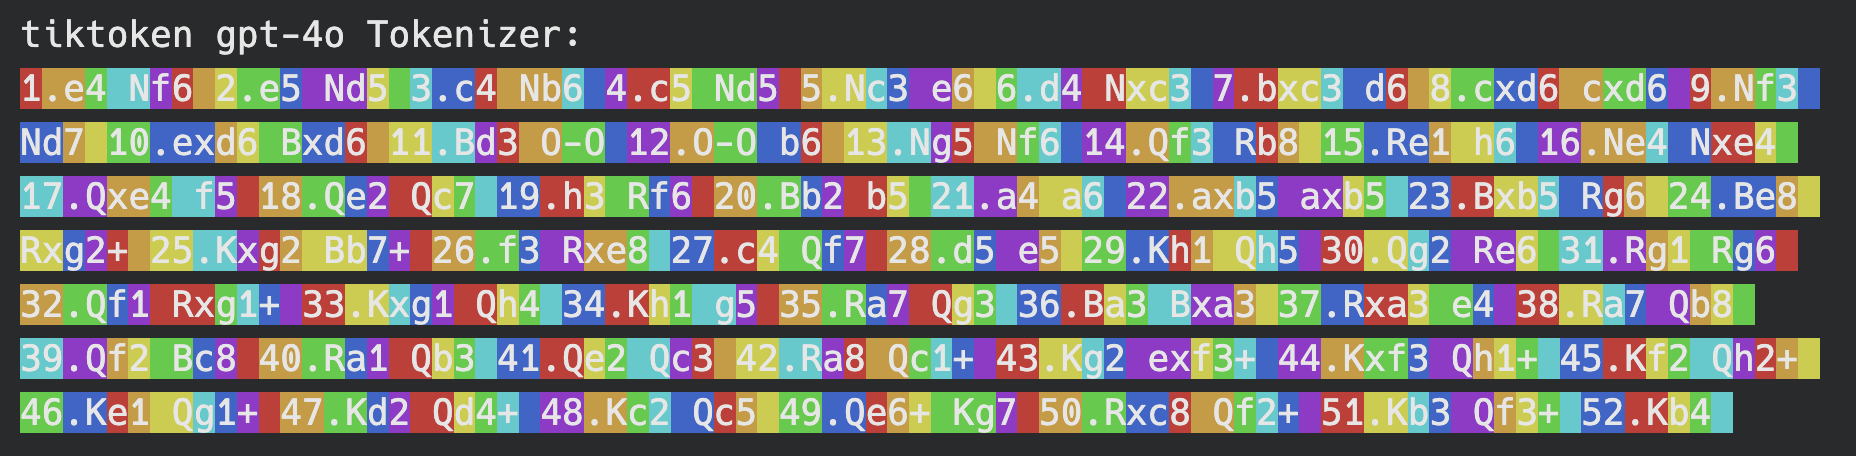 tiktoken gpt-4o Tokenizer:
1.e4 Nf6 2.e5 Nd5 3.c4 Nb6 4.c5 Nd5 5.Nc3 e6 6.d4 Nxc3 7.bxc3 d6 8.cxd6 cxd6 9.Nf3
Nd7 10.exd6 Bxd6 11.Bd3 O-O 12.O-O b6 13.Ng5 Nf6 14.Qf3 Rb8 15.Re1 h6 16.Ne4 Nxe4
17.Qxe4 f5 18.Qe2 Qc7 19.h3 Rf6 20.Bb2 b5 21.a4 a6 22.axb5 axb5 23.Bxb5 Rg6 24.Be8
Rxg2+ 25.Kxg2 Bb7+ 26.f3 Rxe8 27.c4 Qf7 28.d5 e5 29.Kh1 Qh5 30.Qg2 Re6 31.Rg1 Rg6
32.Qf1 Rxg1+ 33.Kxg1 Qh4 34.Kh1 g5 35.Ra7 Qg3 36.Ba3 Bxa3 37.Rxa3 e4 38.Ra7 Qb8
39.Qf2 Bc8 40.Ra1 Qb3 41.Qe2 Qc3 42.Ra8 Qc1+ 43.Kg2 exf3+ 44.Kxf3 Qh1+ 45.Kf2 Qh2+
46.Ke1 Qg1+ 47.Kd2 Qd4+ 48.Kc2 Qc5 49.Qe6+ Kg7 50.Rxc8 Qf2+ 51.Kb3 Qf3+ 52.Kb4